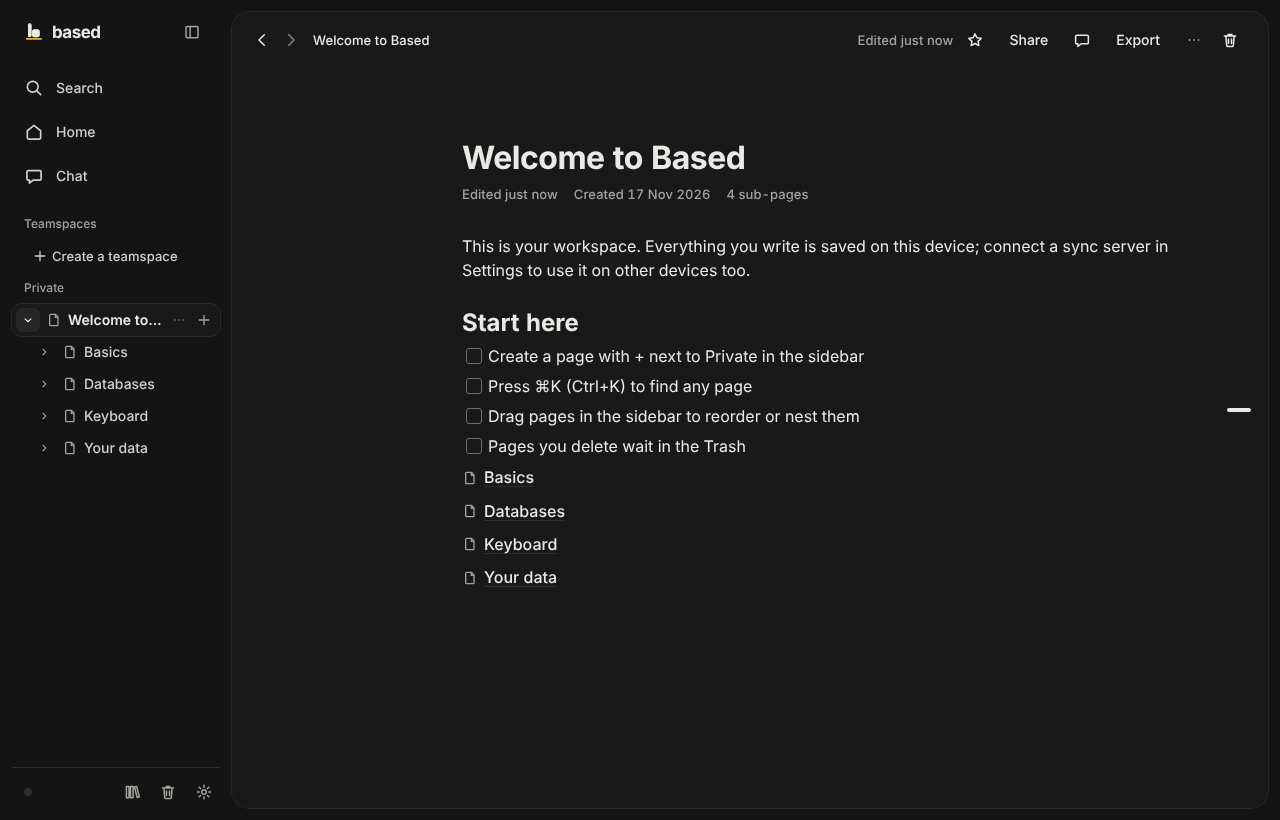 based
Search
Home
Chat
Teamspaces
Create a teamspace
Private
Welcome to...
Basics
Databases
Keyboard
Your data
Welcome to Based
Edited just now
Share
Export
Welcome to Based
Edited just now Created 17 Nov 2026 4 sub-pages
This is your workspace. Everything you write is saved on this device; connect a sync server in
Settings to use it on other devices too.
Start here
Create a page with + next to Private in the sidebar
Press ⌘K (Ctrl+K) to find any page
Drag pages in the sidebar to reorder or nest them
Pages you delete wait in the Trash
Basics
Databases
Keyboard
Your data